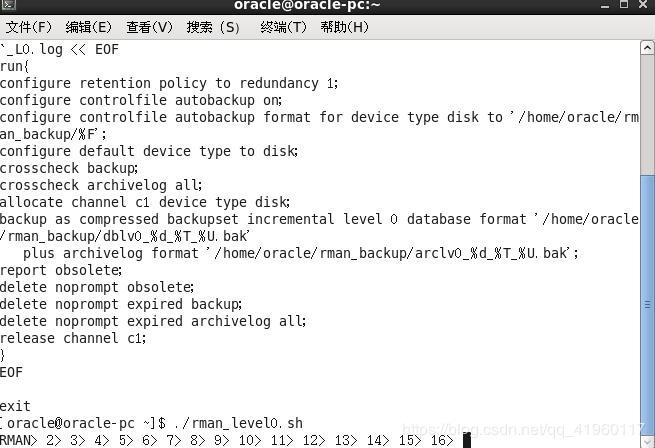 oracle@oracle-pc:~
文件(F) 编辑(E) 查看(V) 搜索 (S) 终端(T) 帮助(H)
`_L0.log << EOF
run{
configure retention policy to redundancy 1;
configure controlfile autobackup on;
configure controlfile autobackup format for device type disk to '/home/oracle/rm
an_backup/%F';
configure default device type to disk;
crosscheck backup;
crosscheck archivelog all;
allocate channel c1 device type disk;
backup as compressed backupset incremental level 0 database format '/home/oracle
/rman_backup/dblv0_%d_%T_%U.bak'
   plus archivelog format '/home/oracle/rman_backup/arclv0_%d_%T_%U.bak';
report obsolete;
delete noprompt obsolete;
delete noprompt expired backup;
delete noprompt expired archivelog all;
release channel c1;
}
EOF
exit
[oracle@oracle-pc ~]$ ./rman_level0.sh
RMAN> 2> 3> 4> 5> 6> 7> 8> 9> 10> 11> 12> 13> 14> 15> 16>
https://blog.csdn.net/qq_41960117